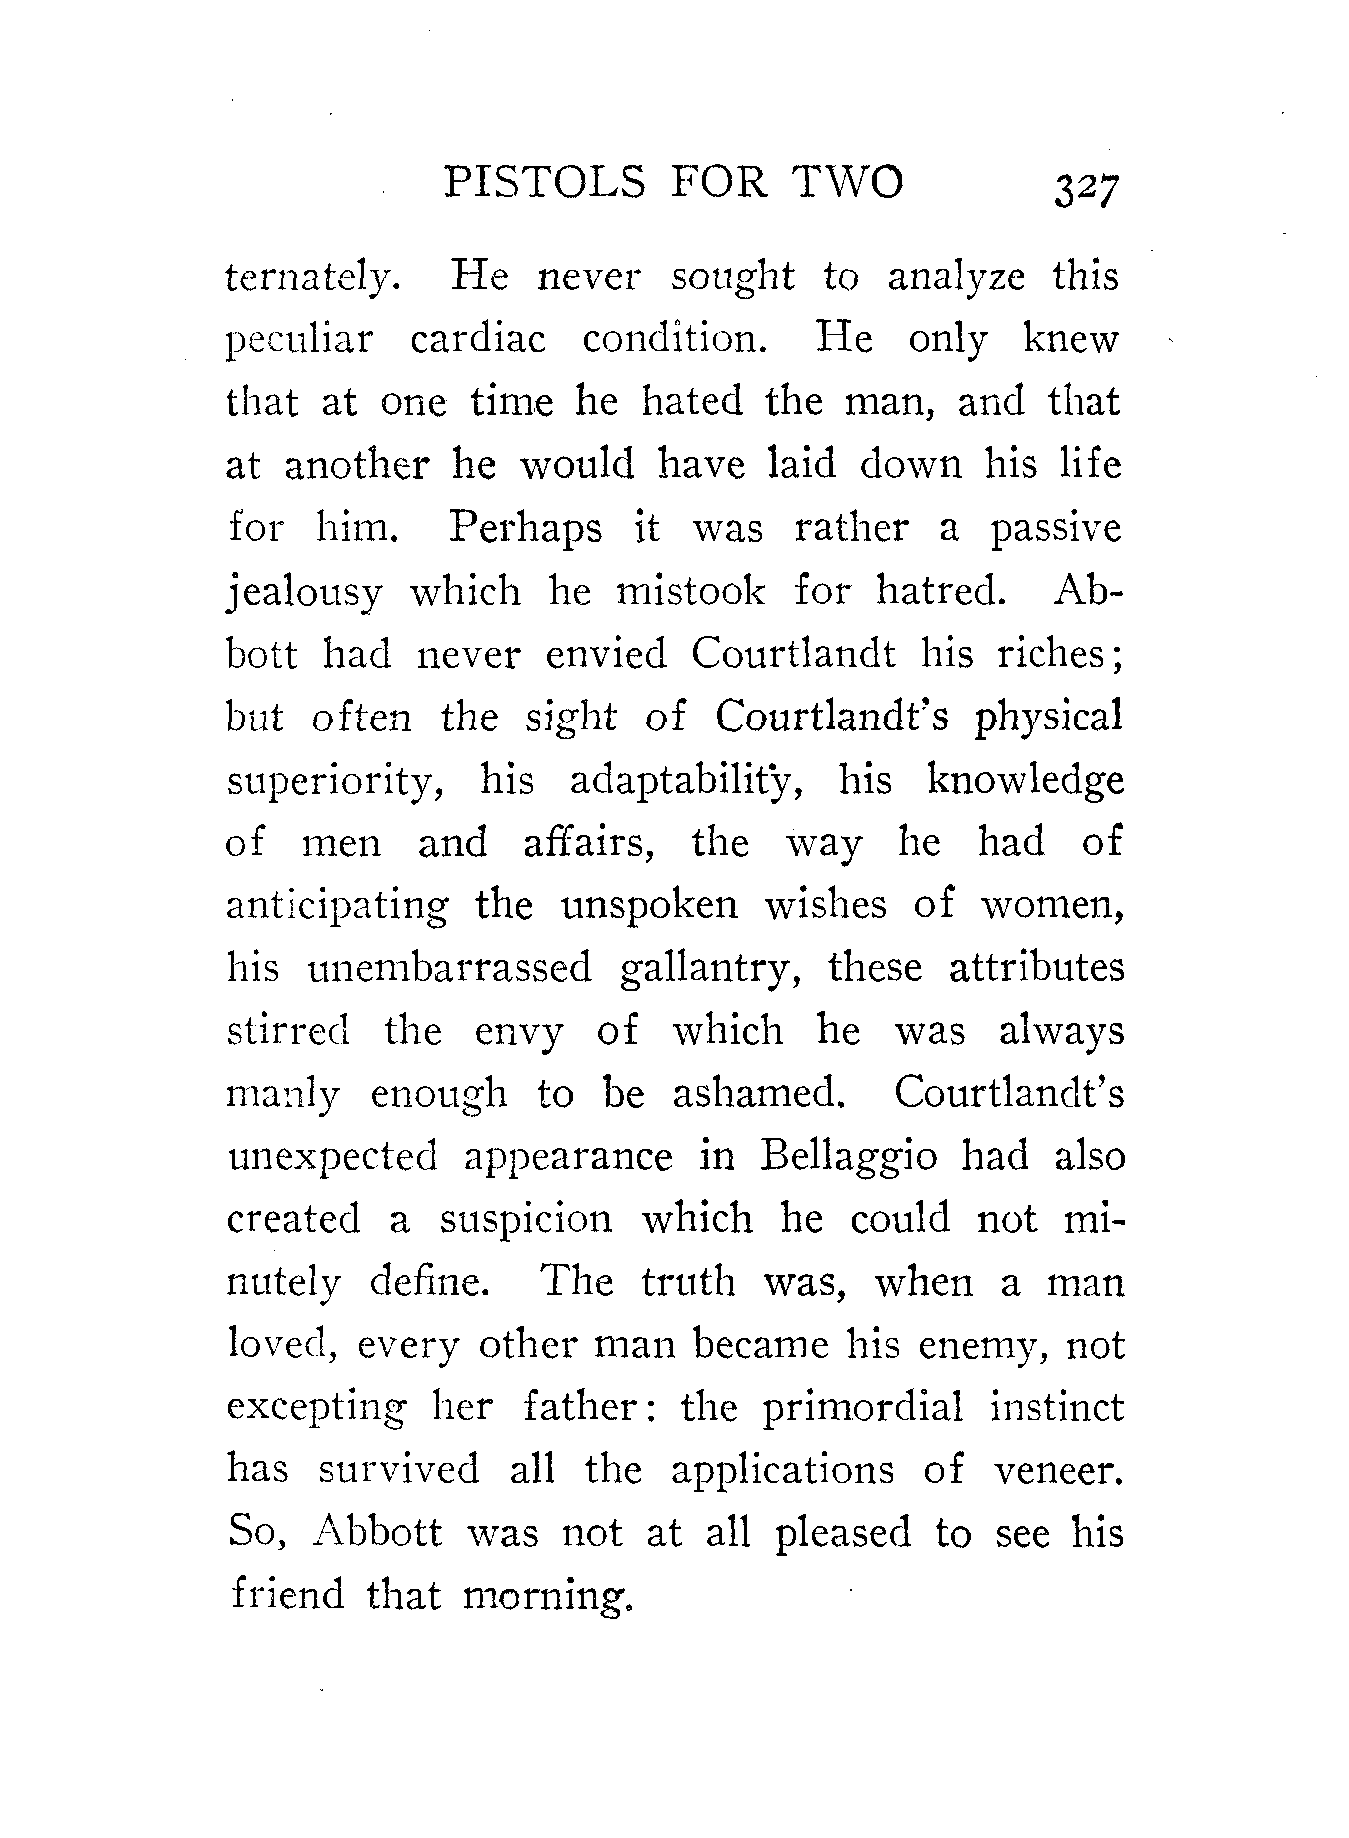 PISTOLS FOR TWO 327
ternately. He never sought to analyze this
peculiar cardiac condition. He only knew
that at one time he hated the man, and that
at another he would have laid down his life
for him. Perhaps it was rather a passive
jealousy which he mistook for hatred. Ab-
bott had never envied Courtlandt his riches;
but often the sight of Courtlandt's physical
superiority, his adaptability, his knowledge
of men and affairs, the way he had of
anticipating the unspoken wishes of women,
his unembarrassed gallantry, these attributes
stirred the envy of which he was always
manly enough to be ashamed. Courtlandt's
unexpected appearance in Bellaggio had also
created a suspicion which he could not mi-
nutely define. The truth was, when a man
loved, every other man became his enemy, not
excepting her father: the primordial instinct
has survived all the applications of veneer.
So, Abbott was not at all pleased to see his
friend that morning.